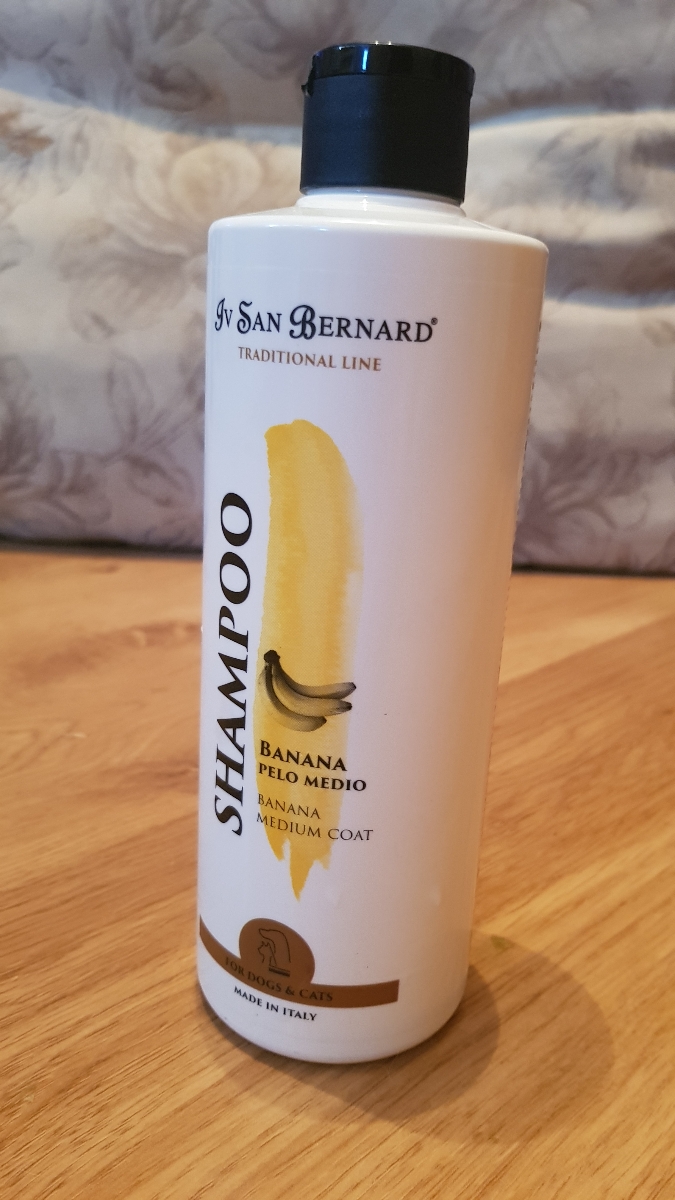 Iv San Bernard®
TRADITIONAL LINE
SHAMPOO
BANANA
PELO MEDIO
BANANA
MEDIUM COAT
FOR DOGS & CATS
MADE IN ITALY